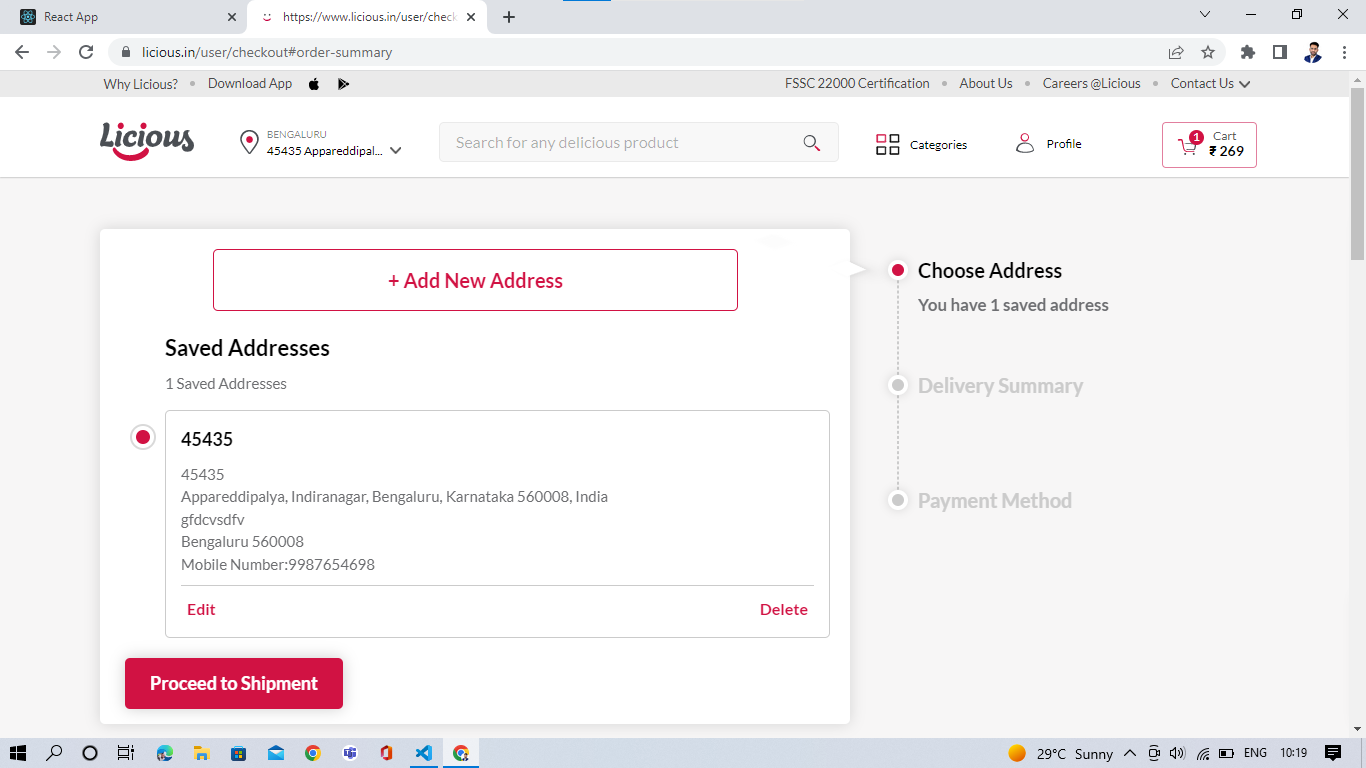 React App
https://www.licious.in/user/check
licious.in/user/checkout#order-summary
Why Licious? • Download App
FSSC 22000 Certification • About Us • Careers @Licious • Contact Us
Licious
BENGALURU
45435 Appareddipal...
Search for any delicious product
Categories
Profile
1
Cart
₹ 269
+ Add New Address
Saved Addresses
1 Saved Addresses
45435
45435
Appareddipalya, Indiranagar, Bengaluru, Karnataka 560008, India
gfdcvsdfv
Bengaluru 560008
Mobile Number:9987654698
Edit
Delete
Proceed to Shipment
Choose Address
You have 1 saved address
Delivery Summary
Payment Method
29°C Sunny
ENG
10:19